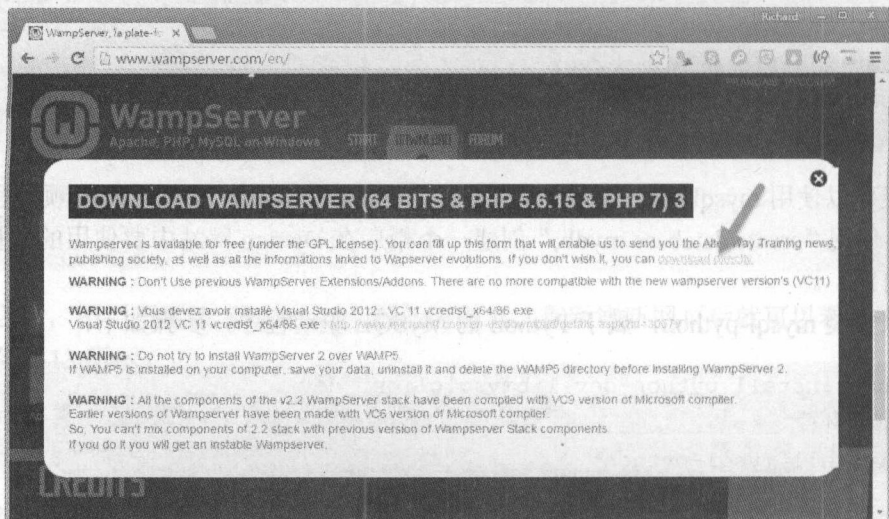 Richard
WampServer, la plate-fo
www.wampserver.com/en/
WampServer
Apache, PHP, MySQL on Windows
START DOWNLOAD FORUM
DOWNLOAD WAMPSERVER (64 BITS & PHP 5.6.15 & PHP 7) 3
Wampserver is available for free (under the GPL license). You can fill up this form that will enable us to send you the Alter Way Training news,
publishing society, as well as all the informations linked to Wapserver evolutions. If you don't wish it, you can download directly.
WARNING : Don't Use previous WampServer Extensions/Addons. There are no more compatible with the new wampserver version's (VC11)
WARNING : Vous devez avoir installé Visual Studio 2012 : VC 11 vcredist_x64/86 exe
Visual Studio 2012 VC 11 vcredist_x64/86 exe :
WARNING : Do not try to install WampServer 2 over WAMP5.
If WAMP5 is installed on your computer, save your data, uninstall it and delete the WAMP5 directory before installing WampServer 2.
WARNING : All the components of the v2.2 WampServer stack have been compiled with VC9 version of Microsoft compiler.
Earlier versions of Wampserver have been made with VC6 version of Microsoft compiler.
So, You can't mix components of 2.2 stack with previous version of Wampserver Stack components.
If you do it you will get an instable Wampserver.
CREDITS